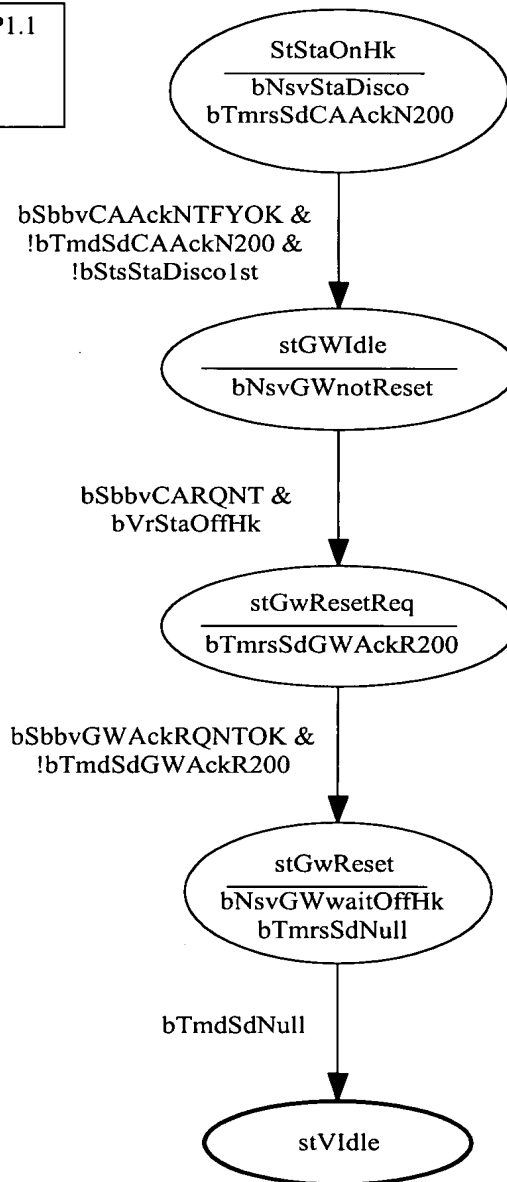 P1.1
StStaOnHk
bNsvStaDisco
bTmrsSdCAAckN200
bSbbvCAAckNTFYOK &
!bTmdSdCAAckN200 &
!bStsStaDisco1st
stGWIdle
bNsvGWnotReset
bSbbvCARQNT &
bVrStaOffHk
stGwResetReq
bTmrsSdGWAckR200
bSbbvGWAckRQNTOK &
!bTmdSdGWAckR200
stGwReset
bNsvGWwaitOffHk
bTmrsSdNull
bTmdSdNull
stVIdle